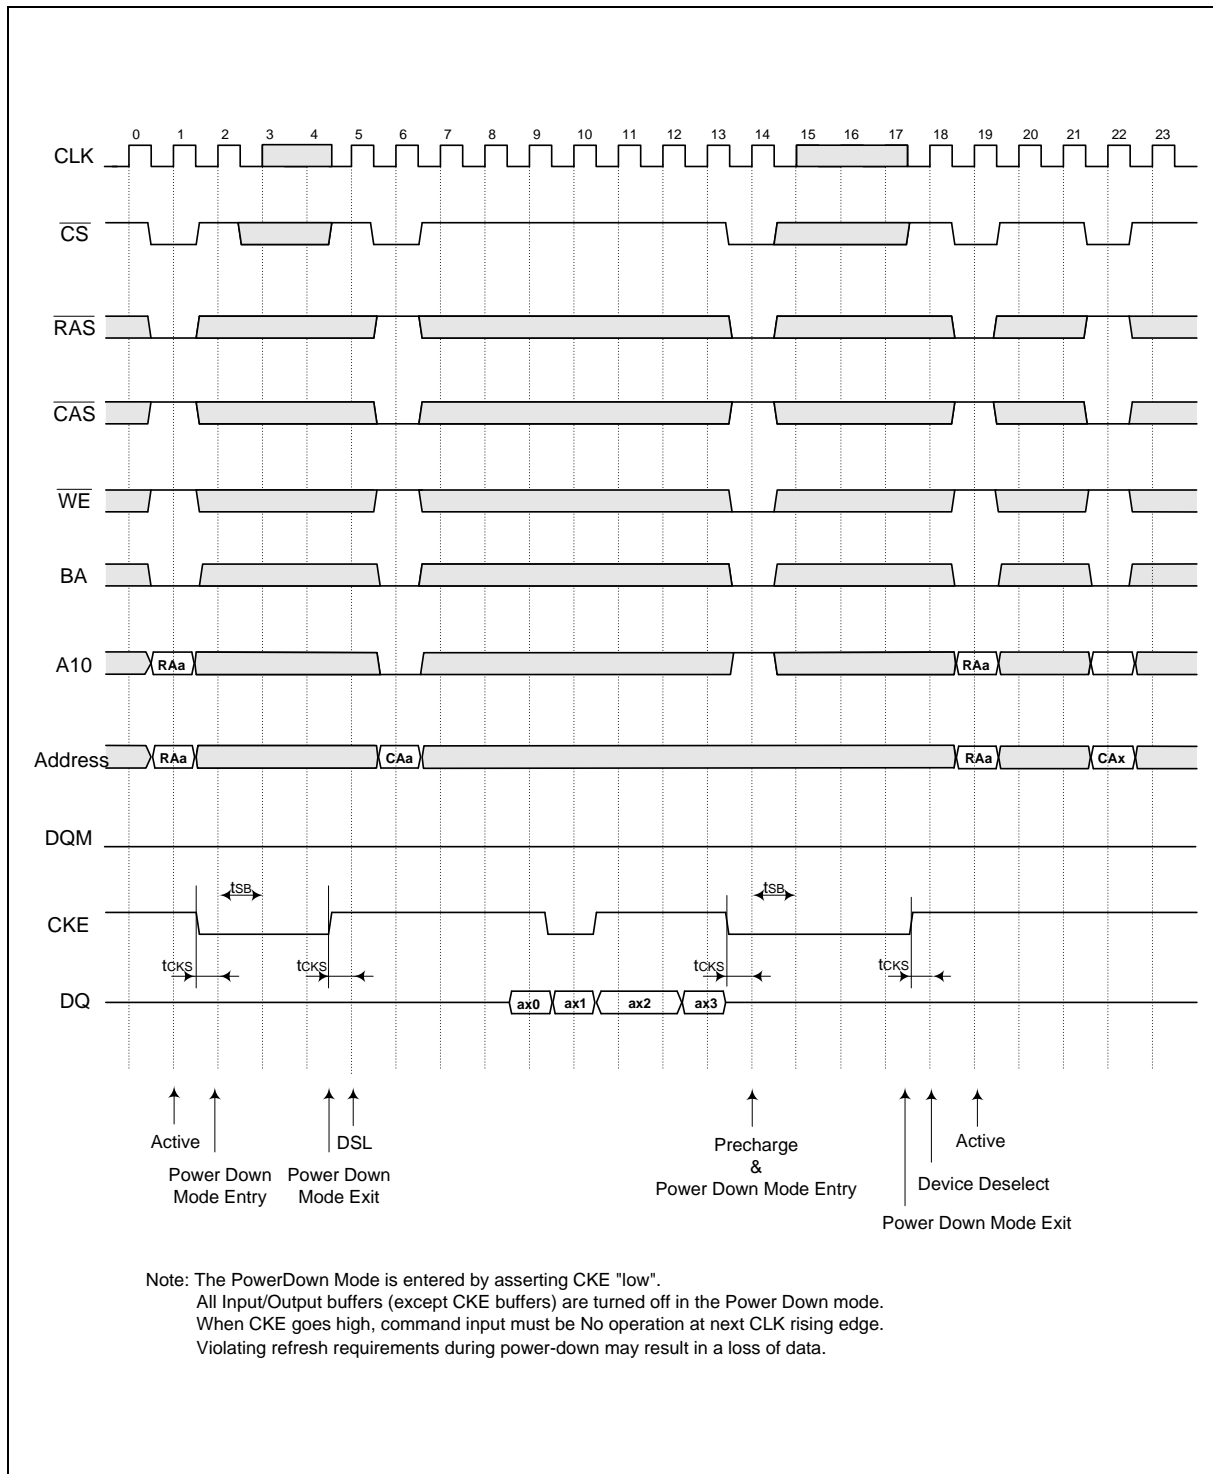 0 1 2 3 4 5 6 7 8 9 10 11 12 13 14 15 16 17 18 19 20 21 22 23
CLK
CS
RAS
CAS
WE
BA
A10 RAa RAa
Address RAa CAa RAa CAx
DQM
tSB tSB
CKE
tCKS tCKS tCKS tCKS
DQ ax0 ax1 ax2 ax3
Active DSL Precharge Active
& 
Power Down Power Down Power Down Mode Entry Device Deselect
Mode Entry Mode Exit
Power Down Mode Exit
Note: The PowerDown Mode is entered by asserting CKE "low".
All Input/Output buffers (except CKE buffers) are turned off in the Power Down mode.
When CKE goes high, command input must be No operation at next CLK rising edge.
Violating refresh requirements during power-down may result in a loss of data.